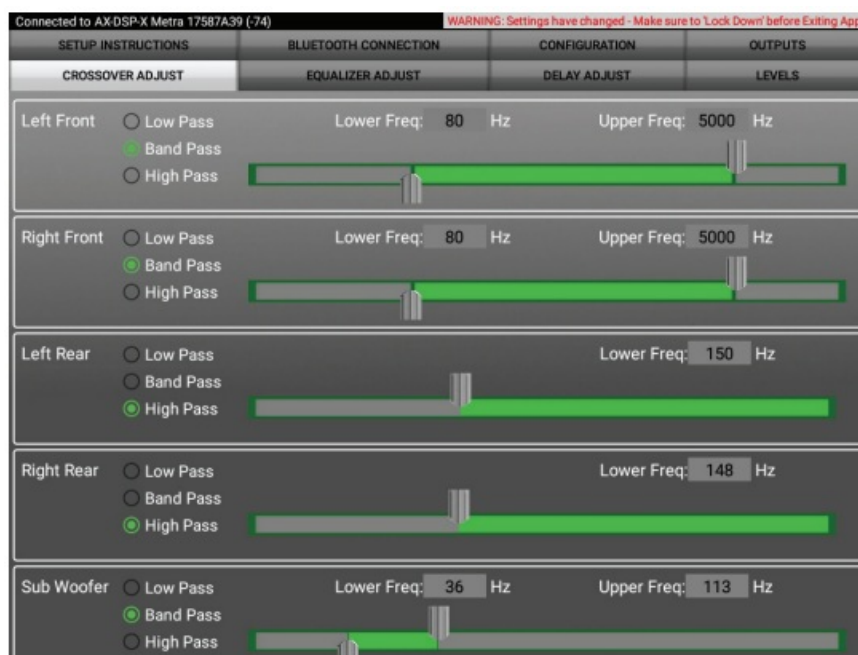 Connected to AX-DSP-X Metra 17587A39 (-74) WARNING: Settings have changed - Make sure to 'Lock Down' before Exiting App
SETUP INSTRUCTIONS BLUETOOTH CONNECTION CONFIGURATION OUTPUTS
CROSSOVER ADJUST EQUALIZER ADJUST DELAY ADJUST LEVELS
Left Front Low Pass Lower Freq: 80 Hz Upper Freq: 5000 Hz
Band Pass
High Pass
Right Front Low Pass Lower Freq: 80 Hz Upper Freq: 5000 Hz
Band Pass
High Pass
Left Rear Low Pass Lower Freq: 150 Hz
Band Pass
High Pass
Right Rear Low Pass Lower Freq: 148 Hz
Band Pass
High Pass
Sub Woofer Low Pass Lower Freq: 36 Hz Upper Freq: 113 Hz
Band Pass
High Pass